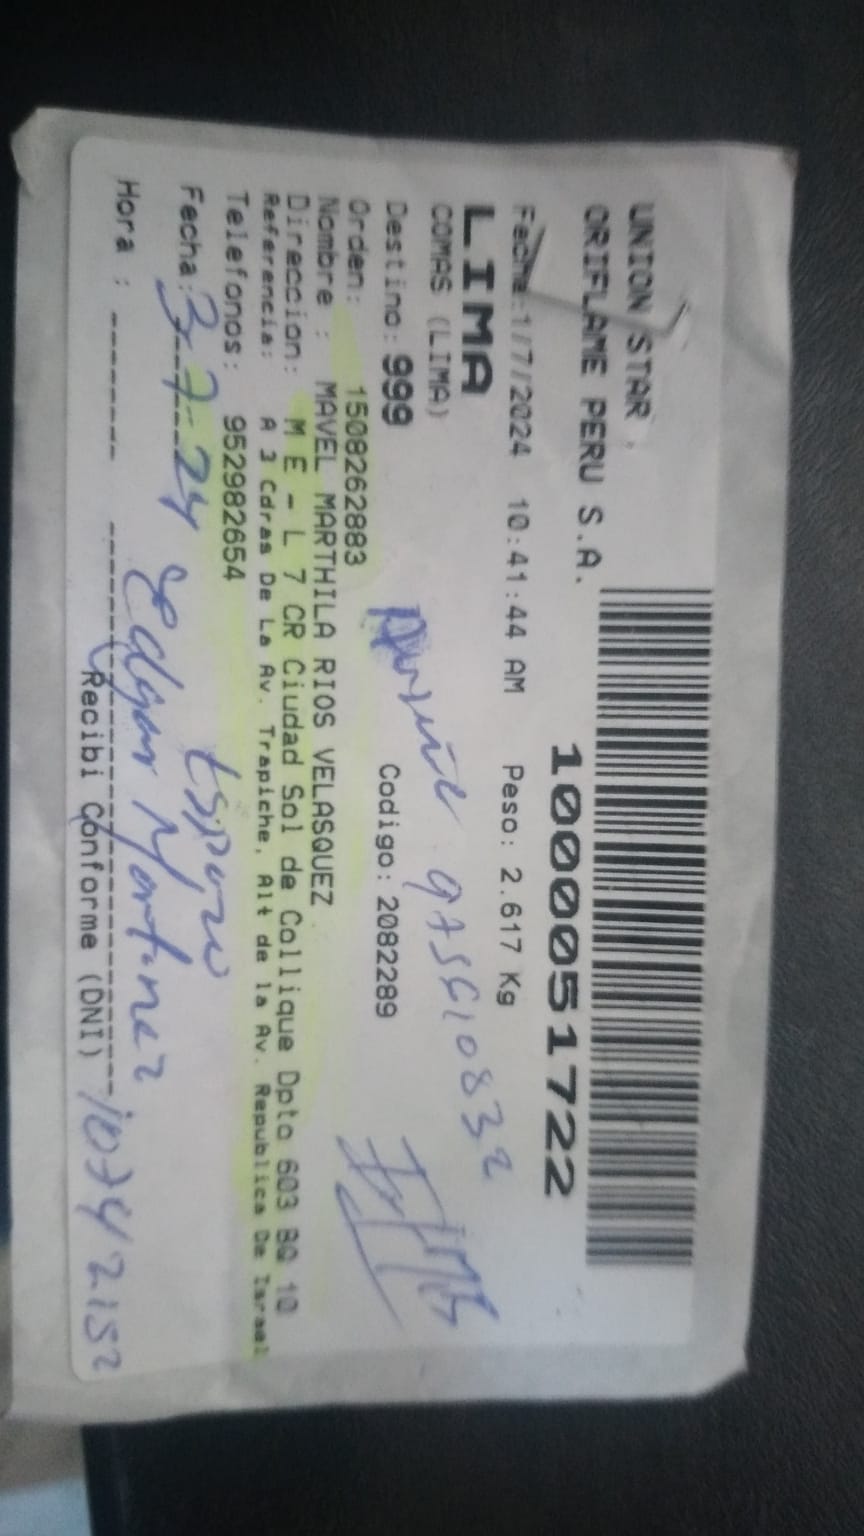 UNION STAR .
ORIFLAME PERU S.A.
1000051722
Fecha:1/7/2024 10:41:44 AM Peso: 2.617 Kg
LIMA
COMAS (LIMA)
975610832
Destino: 999 Codigo: 2082289
Orden: 1508262883
Nombre : MAVEL MARTHILA RIOS VELASQUEZ
Direccion: M E - L 7 CR Ciudad Sol de Collique Dpto 603 BQ 10
Referencia: A 3 Cdras De La Av. Trapiche, Alt de la Av. Republica De Israel
Telefonos: 952982654
Esposo
Fecha: 3-7-24
Edgar Martinez
Hora :
Recibi Conforme (DNI) 10742152